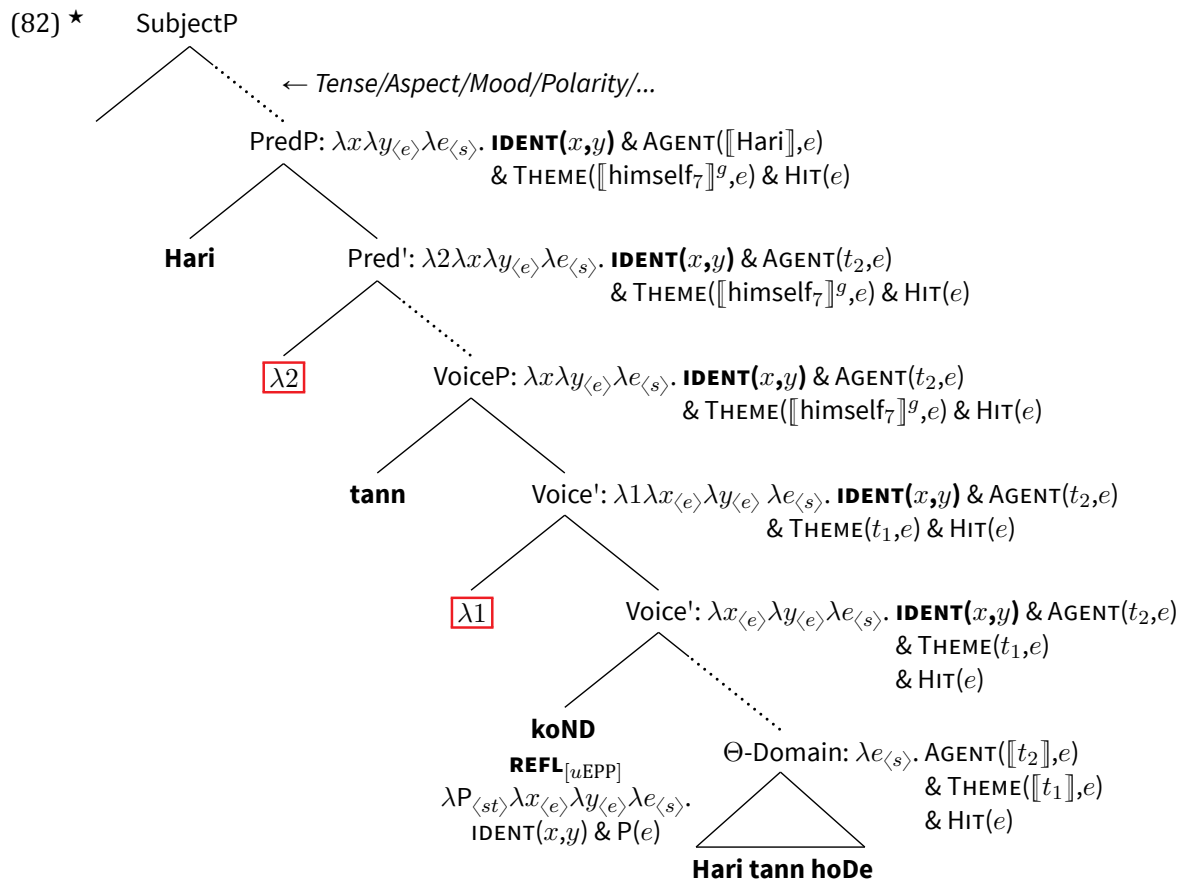 (82) ★ SubjectP
← Tense/Aspect/Mood/Polarity/...
PredP: λxλy⟨e⟩λe⟨s⟩. IDENT(x,y) & AGENT(⟦Hari⟧,e)
& THEME(⟦himself₇⟧ᵍ,e) & HIT(e)
Hari
Pred': λ2λxλy⟨e⟩λe⟨s⟩. IDENT(x,y) & AGENT(t₂,e)
& THEME(⟦himself₇⟧ᵍ,e) & HIT(e)
λ2
VoiceP: λxλy⟨e⟩λe⟨s⟩. IDENT(x,y) & AGENT(t₂,e)
& THEME(⟦himself₇⟧ᵍ,e) & HIT(e)
tann
Voice': λ1λx⟨e⟩λy⟨e⟩ λe⟨s⟩. IDENT(x,y) & AGENT(t₂,e)
& THEME(t₁,e) & HIT(e)
λ1
Voice': λx⟨e⟩λy⟨e⟩λe⟨s⟩. IDENT(x,y) & AGENT(t₂,e)
& THEME(t₁,e)
& HIT(e)
koND
REFL[uEPP]
λP⟨st⟩λx⟨e⟩λy⟨e⟩λe⟨s⟩.
IDENT(x,y) & P(e)
Θ-Domain: λe⟨s⟩. AGENT(⟦t₂⟧,e)
& THEME(⟦t₁⟧,e)
& HIT(e)
Hari tann hoDe